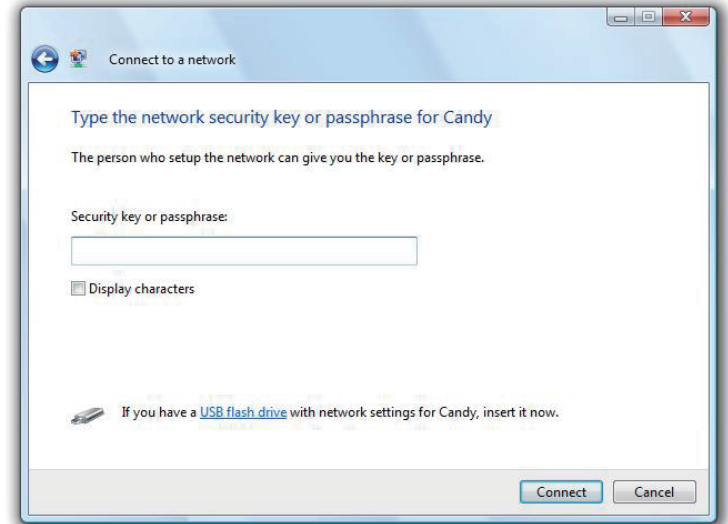 Connect to a network
Type the network security key or passphrase for Candy
The person who setup the network can give you the key or passphrase.
Security key or passphrase:
Display characters
If you have a USB flash drive with network settings for Candy, insert it now.
Connect Cancel